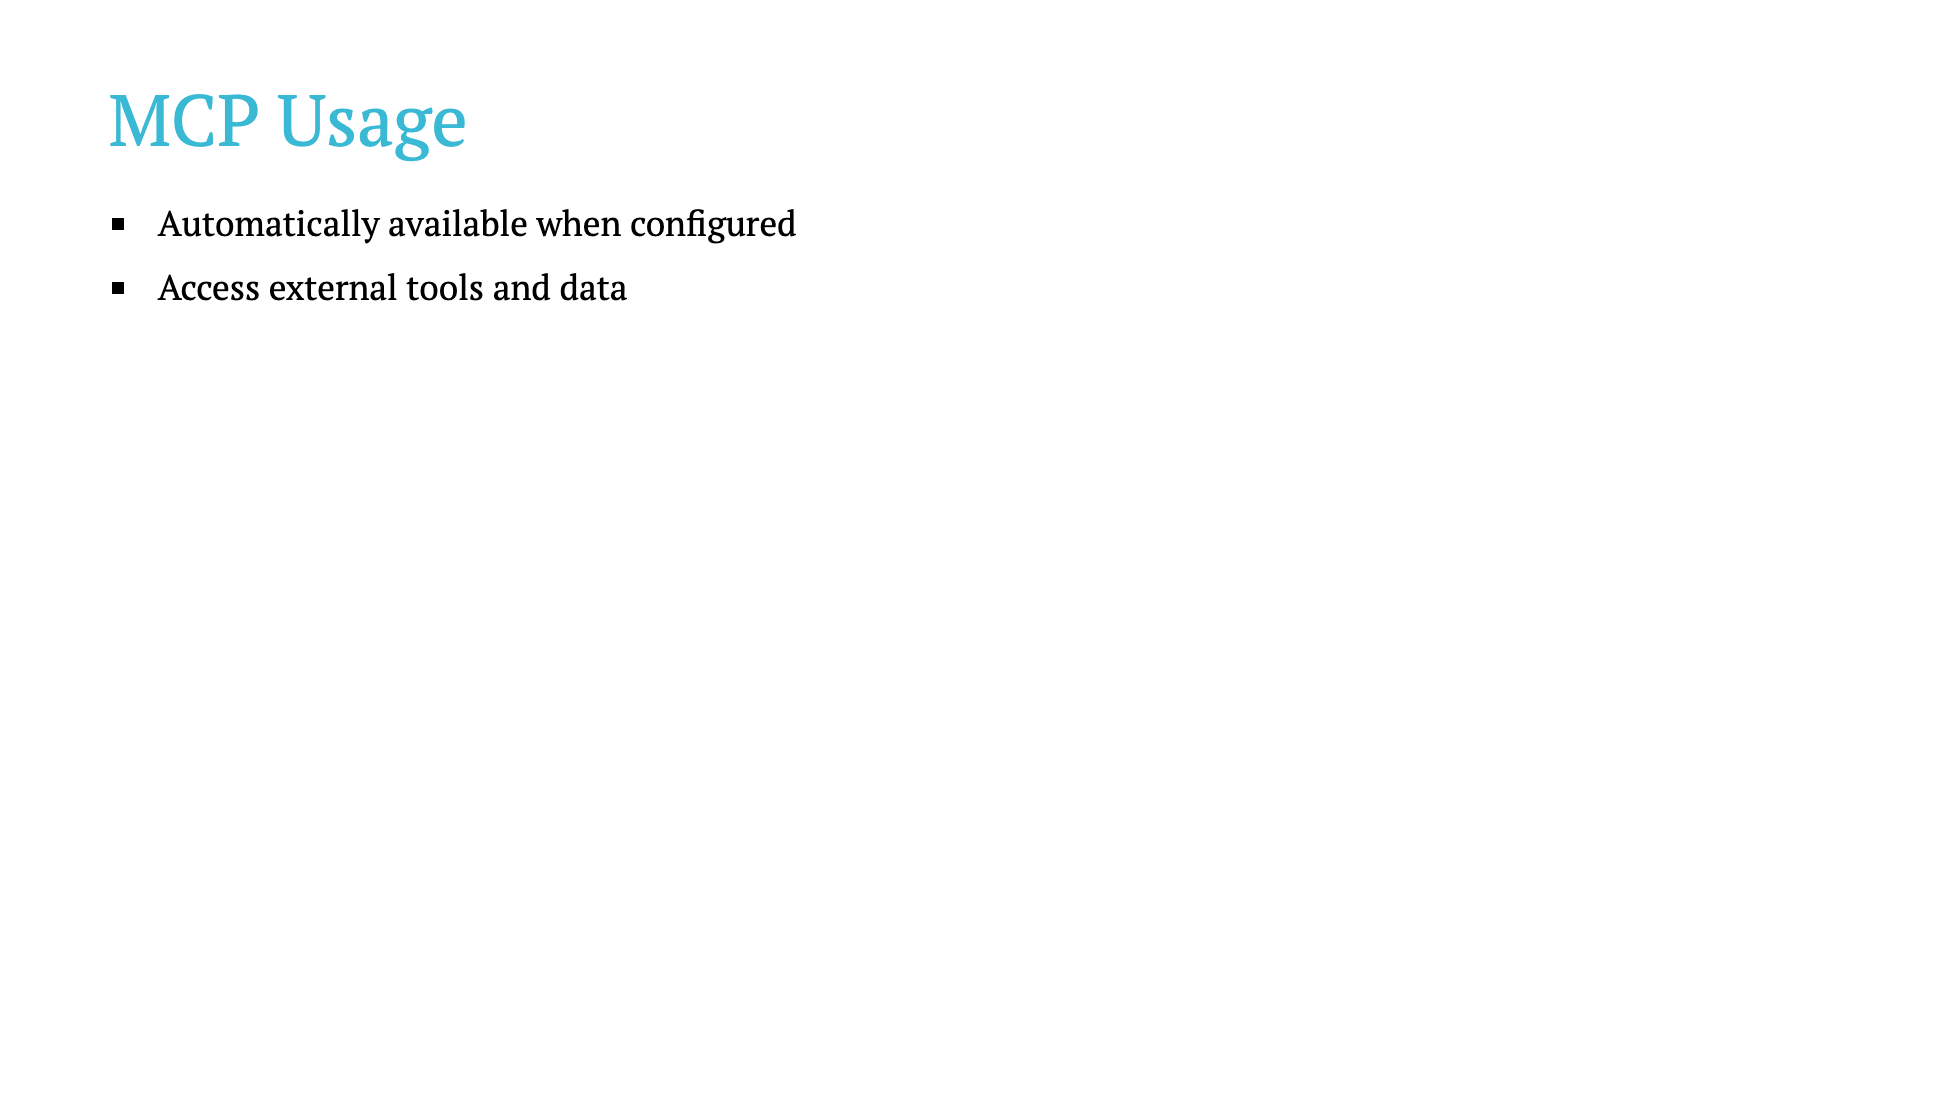 MCP Usage
▪ Automatically available when configured
▪ Access external tools and data